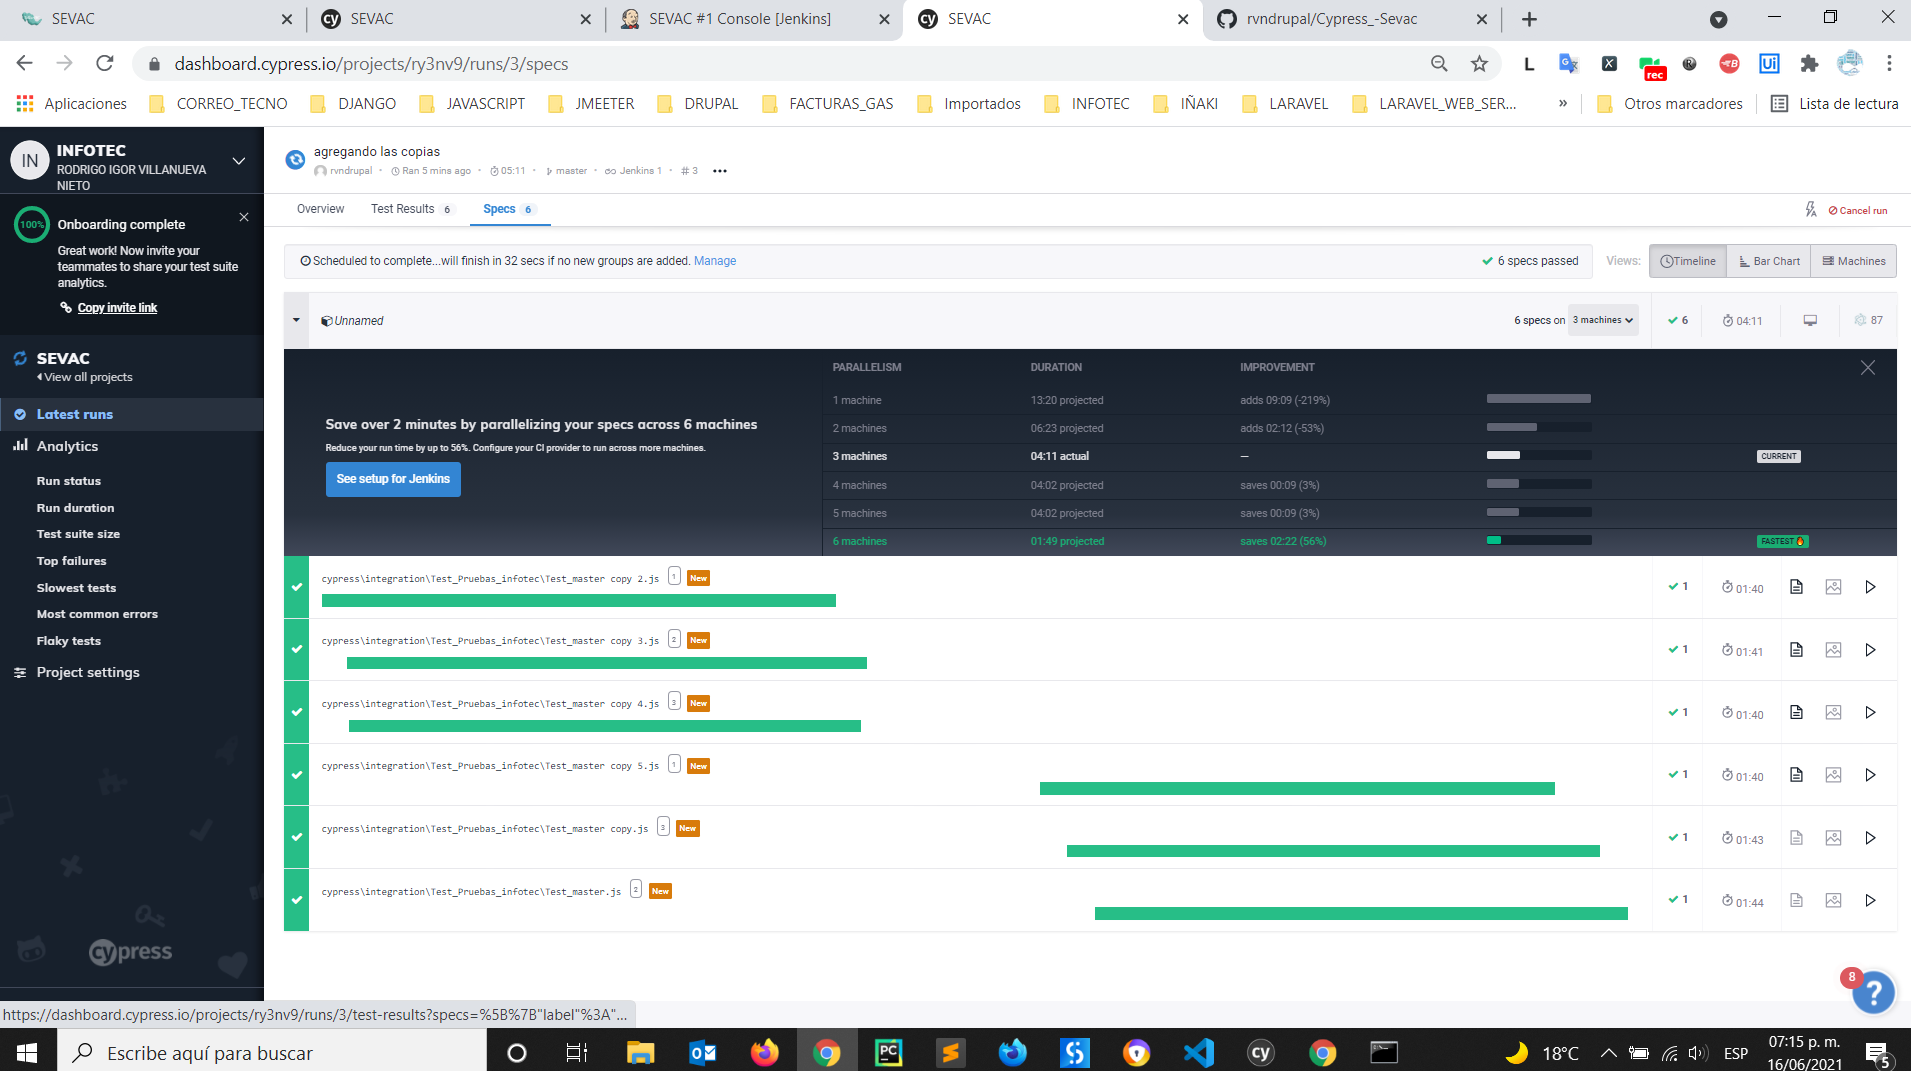 SEVAC
SEVAC
SEVAC #1 Console [Jenkins]
SEVAC
rvndrupal/Cypress_-Sevac
dashboard.cypress.io/projects/ry3nv9/runs/3/specs
L
rec
Ui
Aplicaciones
CORREO_TECNO
DJANGO
JAVASCRIPT
JMEETER
DRUPAL
FACTURAS_GAS
Importados
INFOTEC
IÑAKI
LARAVEL
LARAVEL_WEB_SER...
»
Otros marcadores
Lista de lectura
IN
INFOTEC
RODRIGO IGOR VILLANUEVA
NIETO
100%
Onboarding complete
Great work! Now invite your
teammates to share your test suite
analytics.
Copy invite link
SEVAC
View all projects
Latest runs
Analytics
Run status
Run duration
Test suite size
Top failures
Slowest tests
Most common errors
Flaky tests
Project settings
cypress
agregando las copias
rvndrupal · Ran 5 mins ago · 05:11 · master · Jenkins 1 · # 3 ...
Overview
Test Results 6
Specs 6
Cancel run
Scheduled to complete...will finish in 32 secs if no new groups are added. Manage
6 specs passed
Views:
Timeline
Bar Chart
Machines
Unnamed
6 specs on 3 machines
6
04:11
87
Save over 2 minutes by parallelizing your specs across 6 machines
Reduce your run time by up to 56%. Configure your CI provider to run across more machines.
See setup for Jenkins
PARALLELISM DURATION IMPROVEMENT
1 machine 13:20 projected adds 09:09 (-219%)
2 machines 06:23 projected adds 02:12 (-53%)
3 machines 04:11 actual — CURRENT
4 machines 04:02 projected saves 00:09 (3%)
5 machines 04:02 projected saves 00:09 (3%)
6 machines 01:49 projected saves 02:22 (56%) FASTEST
cypress\integration\Test_Pruebas_infotec\Test_master copy 2.js 1 New 1 01:40
cypress\integration\Test_Pruebas_infotec\Test_master copy 3.js 2 New 1 01:41
cypress\integration\Test_Pruebas_infotec\Test_master copy 4.js 3 New 1 01:40
cypress\integration\Test_Pruebas_infotec\Test_master copy 5.js 1 New 1 01:40
cypress\integration\Test_Pruebas_infotec\Test_master copy.js 3 New 1 01:43
cypress\integration\Test_Pruebas_infotec\Test_master.js 2 New 1 01:44
8
?
https://dashboard.cypress.io/projects/ry3nv9/runs/3/test-results?specs=%5B%7B"label"%3A"...
Escribe aquí para buscar
PC
cy
18°C
ESP
07:15 p. m.
16/06/2021
5